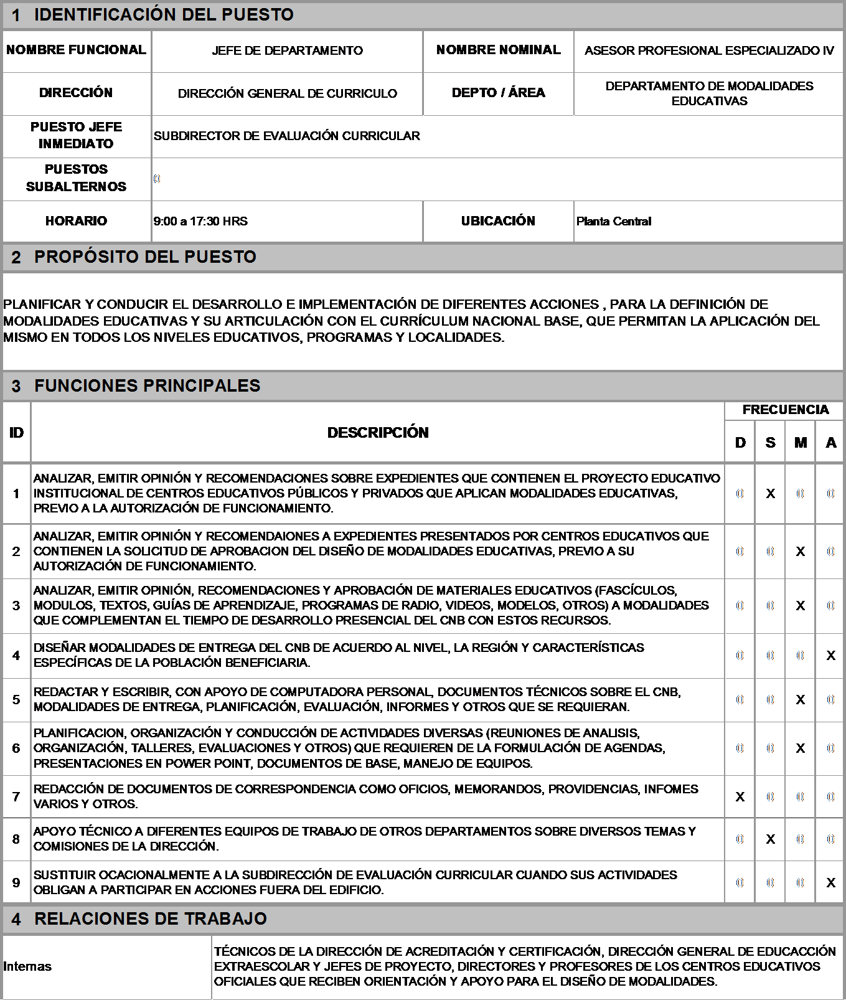 1 IDENTIFICACIÓN DEL PUESTO
NOMBRE FUNCIONAL JEFE DE DEPARTAMENTO NOMBRE NOMINAL ASESOR PROFESIONAL ESPECIALIZADO IV
DIRECCIÓN DIRECCIÓN GENERAL DE CURRICULO DEPTO / ÁREA DEPARTAMENTO DE MODALIDADES
EDUCATIVAS
PUESTO JEFE
INMEDIATO SUBDIRECTOR DE EVALUACIÓN CURRICULAR
PUESTOS
SUBALTERNOS 0
HORARIO 9:00 a 17:30 HRS UBICACIÓN Planta Central
2 PROPÓSITO DEL PUESTO
PLANIFICAR Y CONDUCIR EL DESARROLLO E IMPLEMENTACIÓN DE DIFERENTES ACCIONES , PARA LA DEFINICIÓN DE
MODALIDADES EDUCATIVAS Y SU ARTICULACIÓN CON EL CURRÍCULUM NACIONAL BASE, QUE PERMITAN LA APLICACIÓN DEL
MISMO EN TODOS LOS NIVELES EDUCATIVOS, PROGRAMAS Y LOCALIDADES.
3 FUNCIONES PRINCIPALES
ID DESCRIPCIÓN FRECUENCIA
D S M A
ANALIZAR, EMITIR OPINIÓN Y RECOMENDACIONES SOBRE EXPEDIENTES QUE CONTIENEN EL PROYECTO EDUCATIVO
1 INSTITUCIONAL DE CENTROS EDUCATIVOS PÚBLICOS Y PRIVADOS QUE APLICAN MODALIDADES EDUCATIVAS, 0 X 0 0
PREVIO A LA AUTORIZACIÓN DE FUNCIONAMIENTO.
ANALIZAR, EMITIR OPINIÓN Y RECOMENDAIONES A EXPEDIENTES PRESENTADOS POR CENTROS EDUCATIVOS QUE
2 CONTIENEN LA SOLICITUD DE APROBACION DEL DISEÑO DE MODALIDADES EDUCATIVAS, PREVIO A SU 0 0 X 0
AUTORIZACIÓN DE FUNCIONAMIENTO.
ANALIZAR, EMITIR OPINIÓN, RECOMENDACIONES Y APROBACIÓN DE MATERIALES EDUCATIVOS (FASCÍCULOS,
3 MODULOS, TEXTOS, GUÍAS DE APRENDIZAJE, PROGRAMAS DE RADIO, VIDEOS, MODELOS, OTROS) A MODALIDADES 0 0 X 0
QUE COMPLEMENTAN EL TIEMPO DE DESARROLLO PRESENCIAL DEL CNB CON ESTOS RECURSOS.
4 DISEÑAR MODALIDADES DE ENTREGA DEL CNB DE ACUERDO AL NIVEL, LA REGIÓN Y CARACTERÍSTICAS 0 0 0 X
ESPECÍFICAS DE LA POBLACIÓN BENEFICIARIA.
5 REDACTAR Y ESCRIBIR, CON APOYO DE COMPUTADORA PERSONAL, DOCUMENTOS TÉCNICOS SOBRE EL CNB, 0 0 X 0
MODALIDADES DE ENTREGA, PLANIFICACIÓN, EVALUACIÓN, INFORMES Y OTROS QUE SE REQUIERAN.
PLANIFICACION, ORGANIZACIÓN Y CONDUCCIÓN DE ACTIVIDADES DIVERSAS (REUNIONES DE ANALISIS,
6 ORGANIZACIÓN, TALLERES, EVALUACIONES Y OTROS) QUE REQUIEREN DE LA FORMULACIÓN DE AGENDAS, 0 0 X 0
PRESENTACIONES EN POWER POINT, DOCUMENTOS DE BASE, MANEJO DE EQUIPOS.
7 REDACCIÓN DE DOCUMENTOS DE CORRESPONDENCIA COMO OFICIOS, MEMORANDOS, PROVIDENCIAS, INFOMES X 0 0 0
VARIOS Y OTROS.
8 APOYO TÉCNICO A DIFERENTES EQUIPOS DE TRABAJO DE OTROS DEPARTAMENTOS SOBRE DIVERSOS TEMAS Y 0 X 0 0
COMISIONES DE LA DIRECCIÓN.
9 SUSTITUIR OCACIONALMENTE A LA SUBDIRECCIÓN DE EVALUACIÓN CURRICULAR CUANDO SUS ACTIVIDADES 0 0 0 X
OBLIGAN A PARTICIPAR EN ACCIONES FUERA DEL EDIFICIO.
4 RELACIONES DE TRABAJO
TÉCNICOS DE LA DIRECCIÓN DE ACREDITACIÓN Y CERTIFICACIÓN, DIRECCIÓN GENERAL DE EDUCACCIÓN
Internas EXTRAESCOLAR Y JEFES DE PROYECTO, DIRECTORES Y PROFESORES DE LOS CENTROS EDUCATIVOS
OFICIALES QUE RECIBEN ORIENTACIÓN Y APOYO PARA EL DISEÑO DE MODALIDADES.